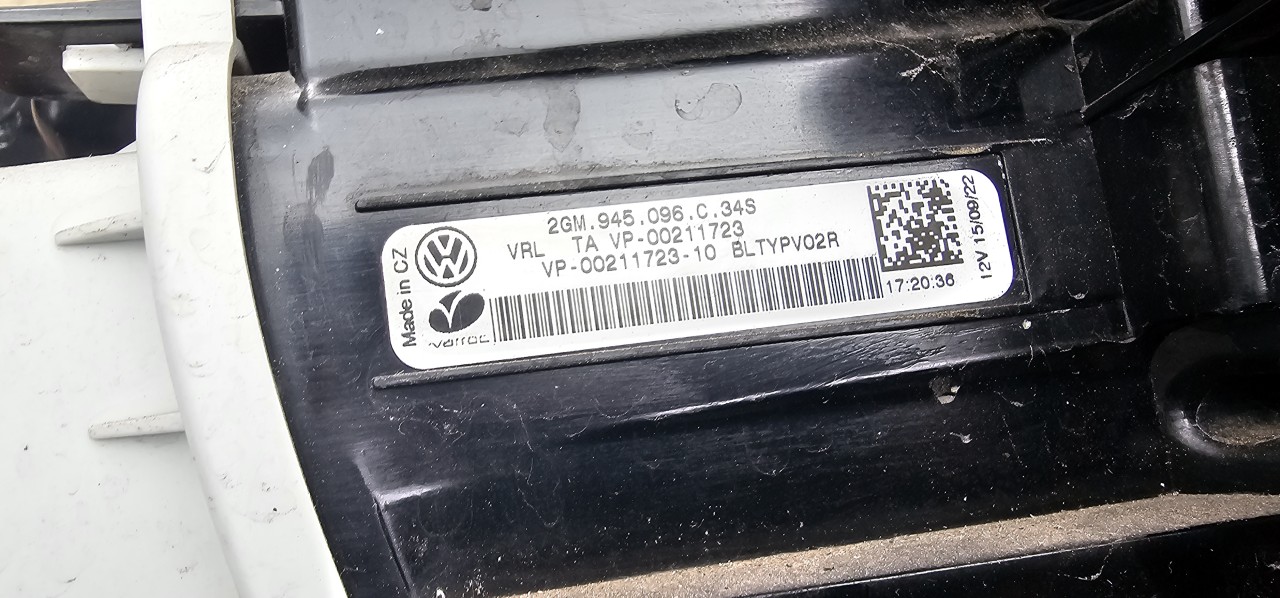 Made in CZ
2GM.945.096.C.34S
VRL TA VP-00211723
VP-00211723-10 BLTYPV02R
17:20:36
12V 15/09/22